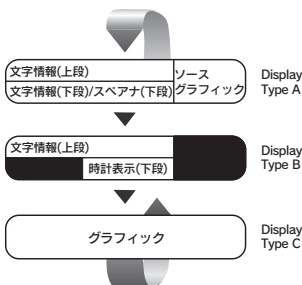 文字情報(上段)
文字情報(下段)/スペアナ(下段)
ソース
グラフィック
Display
Type A
文字情報(上段)
時計表示(下段)
Display
Type B
グラフィック
Display
Type C